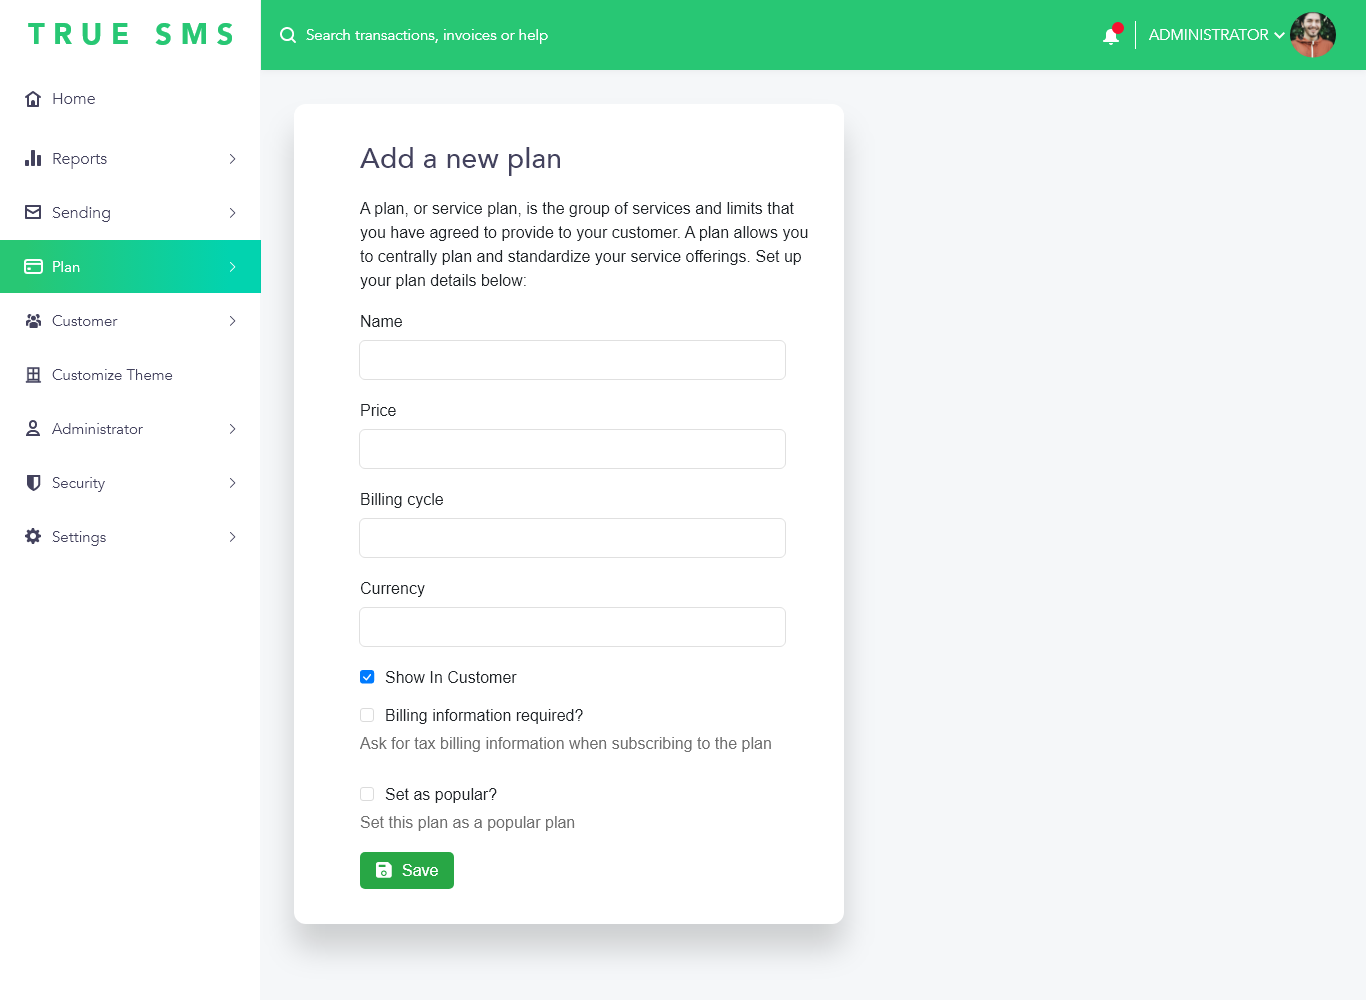 TRUE SMS
Search transactions, invoices or help
ADMINISTRATOR
Home
Reports
Sending
Plan
Customer
Customize Theme
Administrator
Security
Settings
Add a new plan
A plan, or service plan, is the group of services and limits that
you have agreed to provide to your customer. A plan allows you
to centrally plan and standardize your service offerings. Set up
your plan details below:
Name
Price
Billing cycle
Currency
Show In Customer
Billing information required?
Ask for tax billing information when subscribing to the plan
Set as popular?
Set this plan as a popular plan
Save